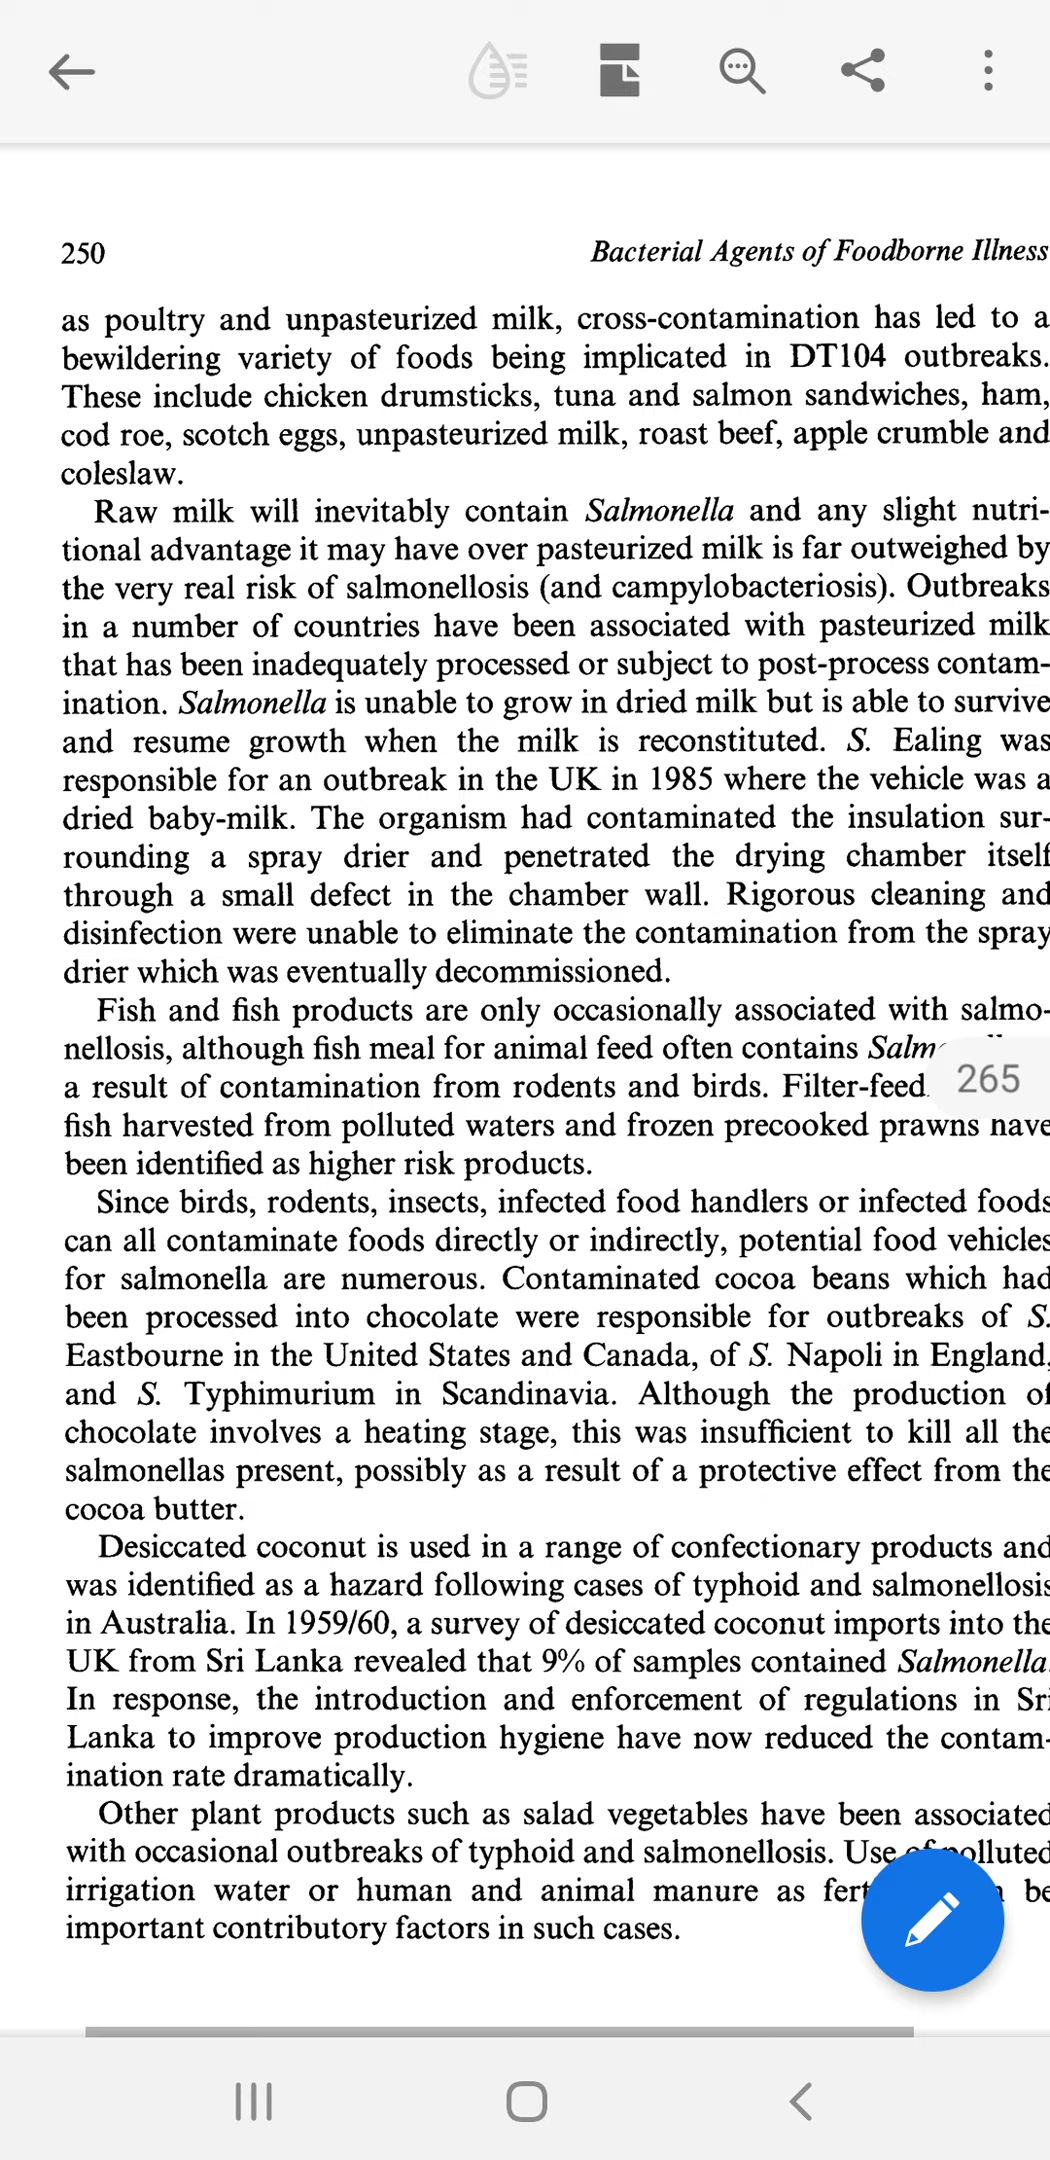 250 Bacterial Agents of Foodborne Illness
as poultry and unpasteurized milk, cross-contamination has led to a
bewildering variety of foods being implicated in DT104 outbreaks.
These include chicken drumsticks, tuna and salmon sandwiches, ham,
cod roe, scotch eggs, unpasteurized milk, roast beef, apple crumble and
coleslaw.
Raw milk will inevitably contain Salmonella and any slight nutri-
tional advantage it may have over pasteurized milk is far outweighed by
the very real risk of salmonellosis (and campylobacteriosis). Outbreaks
in a number of countries have been associated with pasteurized milk
that has been inadequately processed or subject to post-process contam-
ination. Salmonella is unable to grow in dried milk but is able to survive
and resume growth when the milk is reconstituted. S. Ealing was
responsible for an outbreak in the UK in 1985 where the vehicle was a
dried baby-milk. The organism had contaminated the insulation sur-
rounding a spray drier and penetrated the drying chamber itself
through a small defect in the chamber wall. Rigorous cleaning and
disinfection were unable to eliminate the contamination from the spray
drier which was eventually decommissioned.
Fish and fish products are only occasionally associated with salmo-
nellosis, although fish meal for animal feed often contains
a result of contamination from rodents and birds. 265
fish harvested from polluted waters and frozen precooked prawns have
been identified as higher risk products.
Since birds, rodents, insects, infected food handlers or infected foods
can all contaminate foods directly or indirectly, potential food vehicles
for salmonella are numerous. Contaminated cocoa beans which had
been processed into chocolate were responsible for outbreaks of S.
Eastbourne in the United States and Canada, of S. Napoli in England,
and S. Typhimurium in Scandinavia. Although the production of
chocolate involves a heating stage, this was insufficient to kill all the
salmonellas present, possibly as a result of a protective effect from the
cocoa butter.
Desiccated coconut is used in a range of confectionary products and
was identified as a hazard following cases of typhoid and salmonellosis
in Australia. In 1959/60, a survey of desiccated coconut imports into the
UK from Sri Lanka revealed that 9% of samples contained Salmonella.
In response, the introduction and enforcement of regulations in Sri
Lanka to improve production hygiene have now reduced the contam-
ination rate dramatically.
Other plant products such as salad vegetables have been associated
with occasional outbreaks of typhoid and salmonellosis. Use of polluted
irrigation water or human and animal manure as be
important contributory factors in such cases.